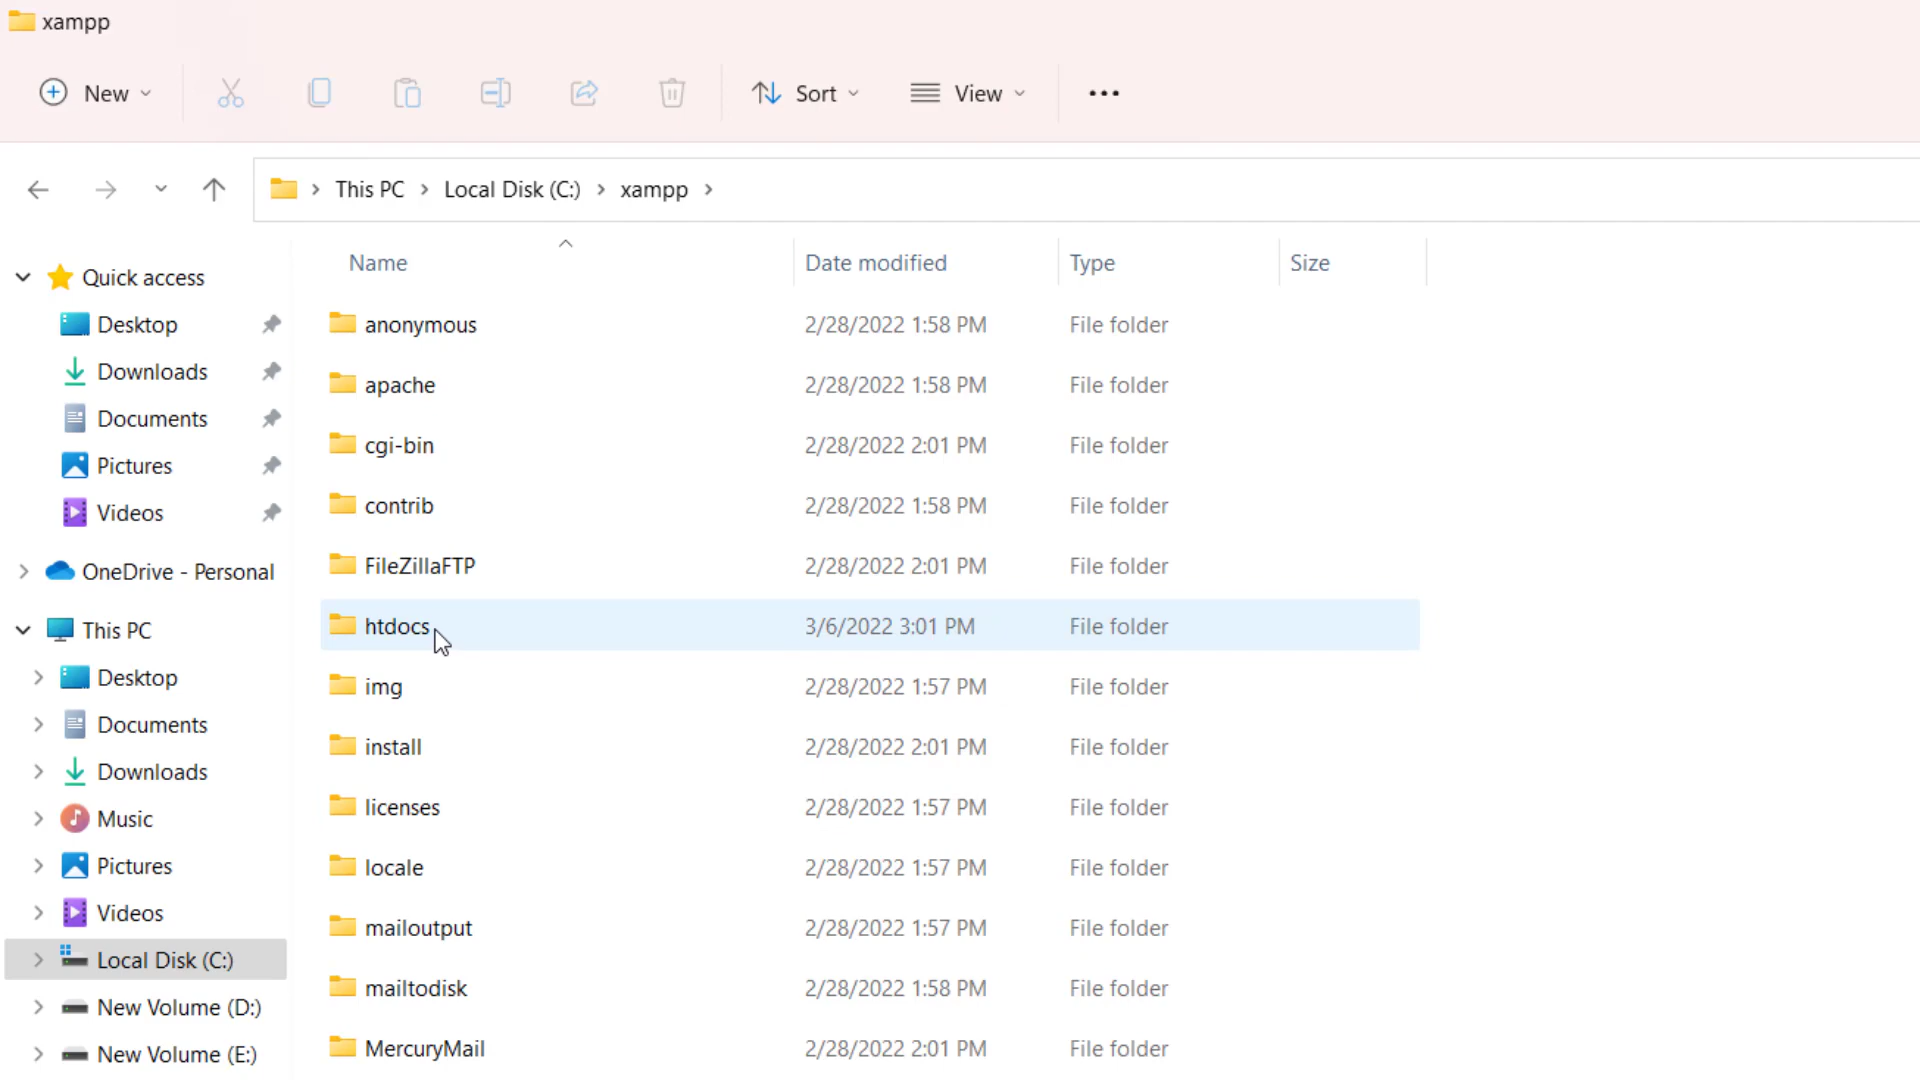 xampp
New
Sort
View
This PC > Local Disk (C:) > xampp >
Name Date modified Type Size
Quick access
Desktop
Downloads
Documents
Pictures
Videos
OneDrive - Personal
This PC
Desktop
Documents
Downloads
Music
Pictures
Videos
Local Disk (C:)
New Volume (D:)
New Volume (E:)
anonymous 2/28/2022 1:58 PM File folder
apache 2/28/2022 1:58 PM File folder
cgi-bin 2/28/2022 2:01 PM File folder
contrib 2/28/2022 1:58 PM File folder
FileZillaFTP 2/28/2022 2:01 PM File folder
htdocs 3/6/2022 3:01 PM File folder
img 2/28/2022 1:57 PM File folder
install 2/28/2022 2:01 PM File folder
licenses 2/28/2022 1:57 PM File folder
locale 2/28/2022 1:57 PM File folder
mailoutput 2/28/2022 1:57 PM File folder
mailtodisk 2/28/2022 1:58 PM File folder
MercuryMail 2/28/2022 2:01 PM File folder